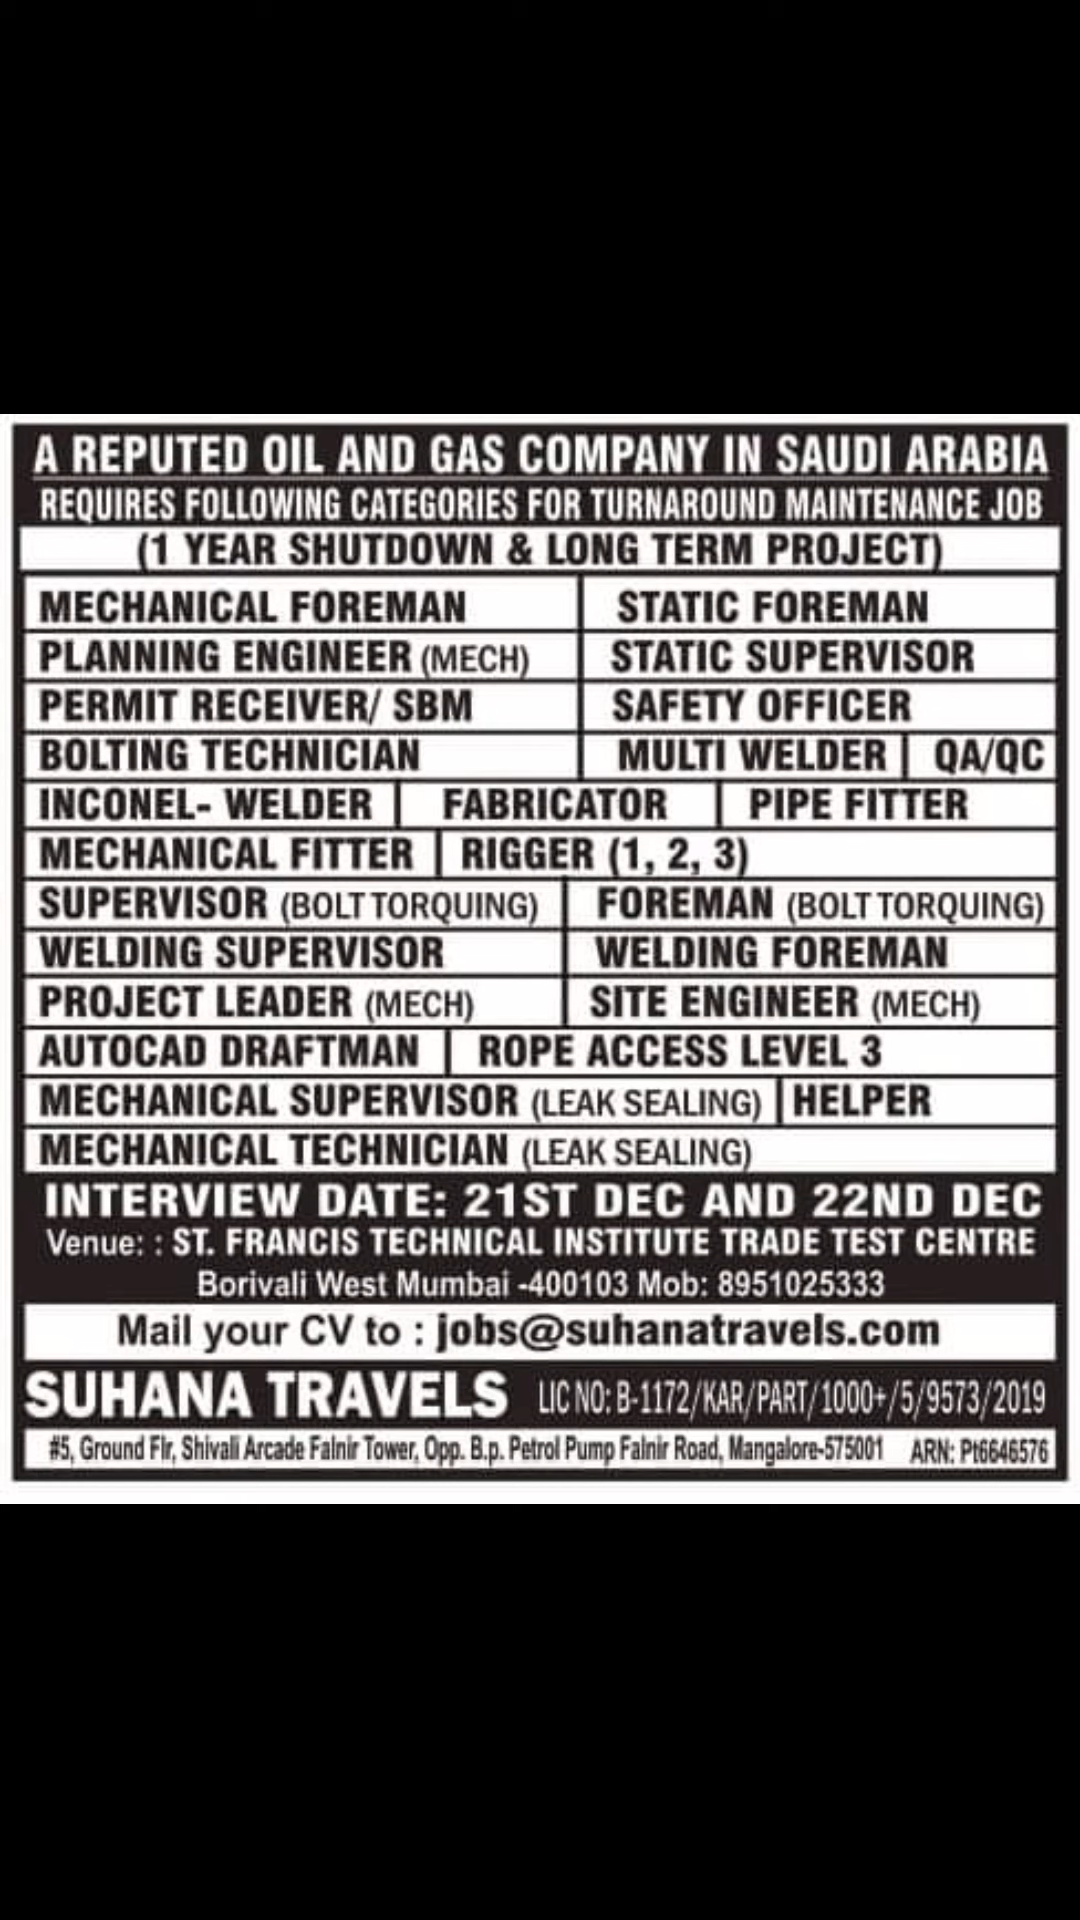 A REPUTED OIL AND GAS COMPANY IN SAUDI ARABIA
REQUIRES FOLLOWING CATEGORIES FOR TURNAROUND MAINTENANCE JOB
(1 YEAR SHUTDOWN & LONG TERM PROJECT)
MECHANICAL FOREMAN STATIC FOREMAN
PLANNING ENGINEER (MECH) STATIC SUPERVISOR
PERMIT RECEIVER/ SBM SAFETY OFFICER
BOLTING TECHNICIAN MULTI WELDER QA/QC
INCONEL- WELDER FABRICATOR PIPE FITTER
MECHANICAL FITTER RIGGER (1, 2, 3)
SUPERVISOR (BOLT TORQUING) FOREMAN (BOLT TORQUING)
WELDING SUPERVISOR WELDING FOREMAN
PROJECT LEADER (MECH) SITE ENGINEER (MECH)
AUTOCAD DRAFTMAN ROPE ACCESS LEVEL 3
MECHANICAL SUPERVISOR (LEAK SEALING) HELPER
MECHANICAL TECHNICIAN (LEAK SEALING)
INTERVIEW DATE: 21ST DEC AND 22ND DEC
Venue: : ST. FRANCIS TECHNICAL INSTITUTE TRADE TEST CENTRE
Borivali West Mumbai -400103 Mob: 8951025333
Mail your CV to : jobs@suhanatravels.com
SUHANA TRAVELS LIC NO: B-1172/KAR/PART/1000+/5/9573/2019
#5, Ground Flr, Shivali Arcade Falnir Tower, Opp. B.p. Petrol Pump Falnir Road, Mangalore-575001 ARN: Pt6646576